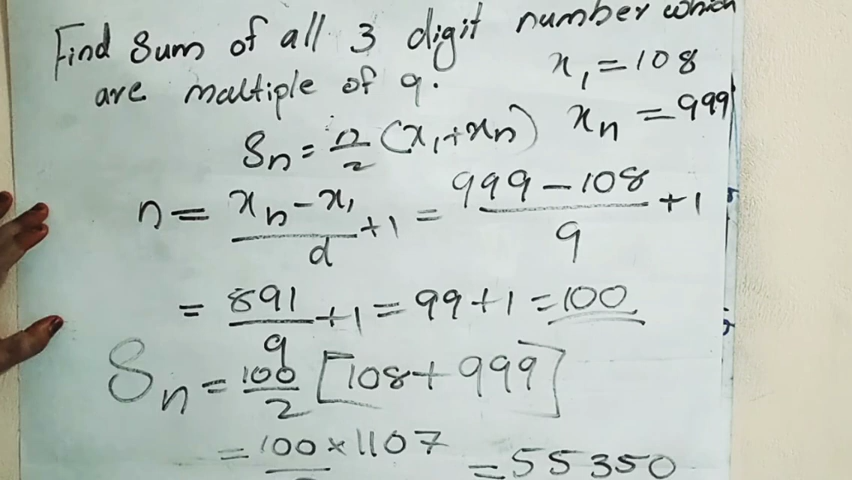 Find sum of all 3 digit number which
are maltiple of 9.
x₁ = 108
xₙ = 999
Sₙ = n/2 (x₁ + xₙ)
n = (xₙ - x₁)/d + 1 = (999 - 108)/9 + 1
= 891/9 + 1 = 99 + 1 = 100
Sₙ = 100/2 [108 + 999]
= 100 × 1107 = 55350